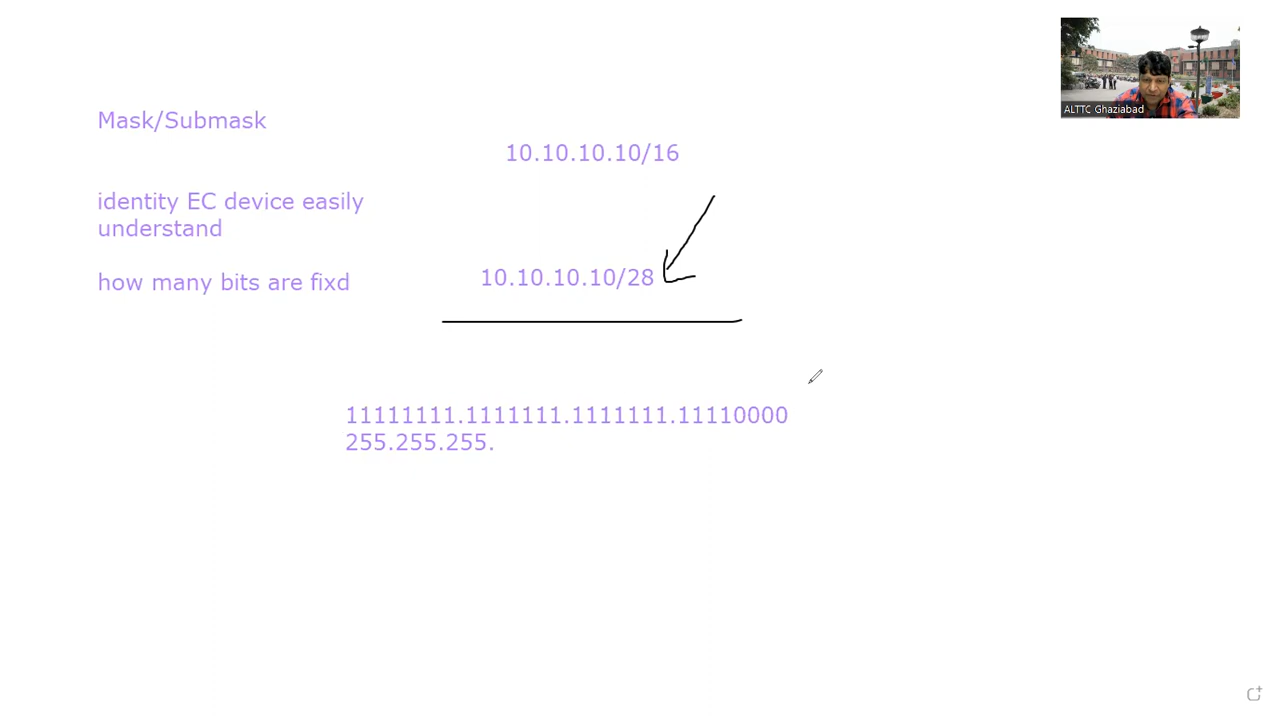 Mask/Submask
10.10.10.10/16
identity EC device easily
understand
how many bits are fixd
10.10.10.10/28
11111111.1111111.1111111.11110000
255.255.255.
ALTTC Ghaziabad